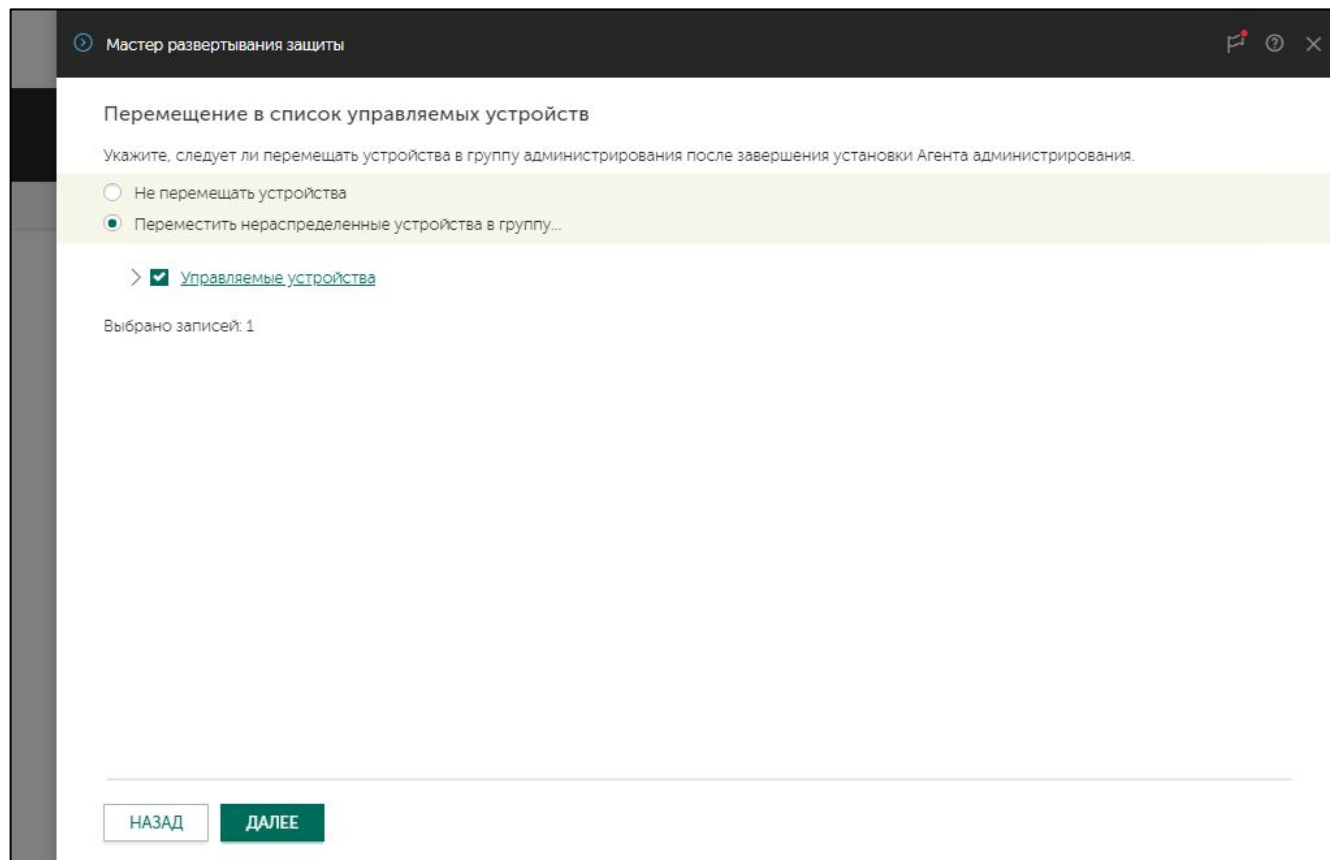 Мастер развертывания защиты
Перемещение в список управляемых устройств
Укажите, следует ли перемещать устройства в группу администрирования после завершения установки Агента администрирования.
Не перемещать устройства
Переместить нераспределенные устройства в группу...
Управляемые устройства
Выбрано записей: 1
НАЗАД
ДАЛЕЕ